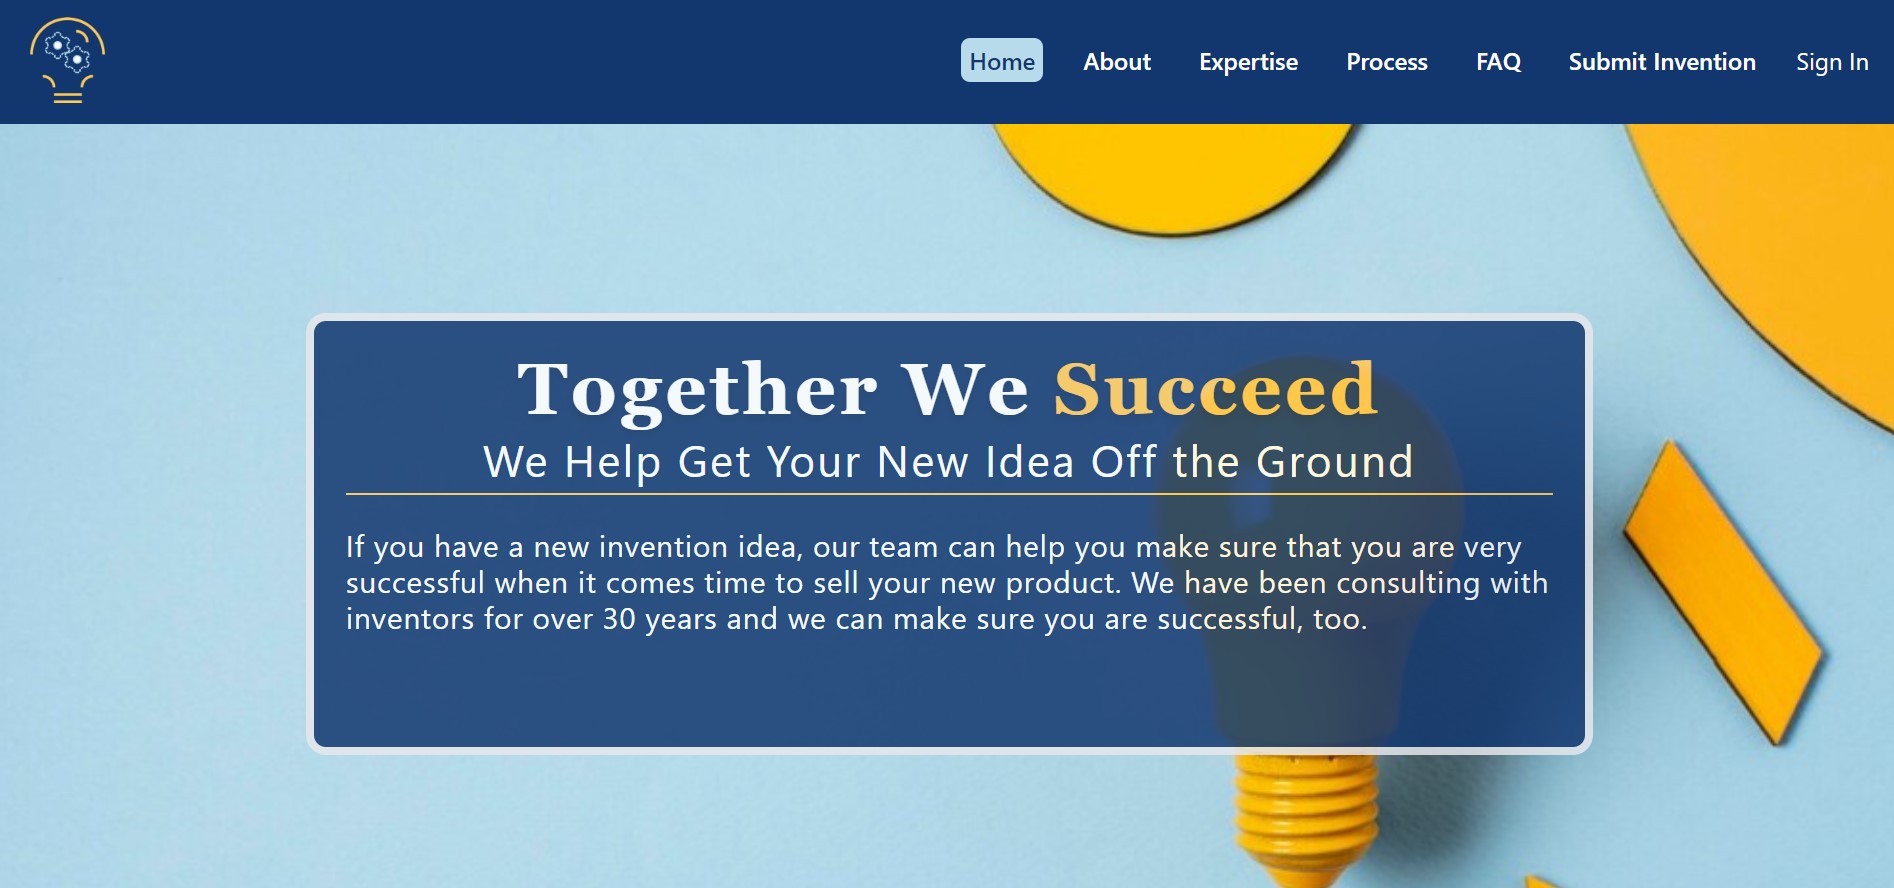 Home About Expertise Process FAQ Submit Invention Sign In
Together We Succeed
We Help Get Your New Idea Off the Ground
If you have a new invention idea, our team can help you make sure that you are very
successful when it comes time to sell your new product. We have been consulting with
inventors for over 30 years and we can make sure you are successful, too.